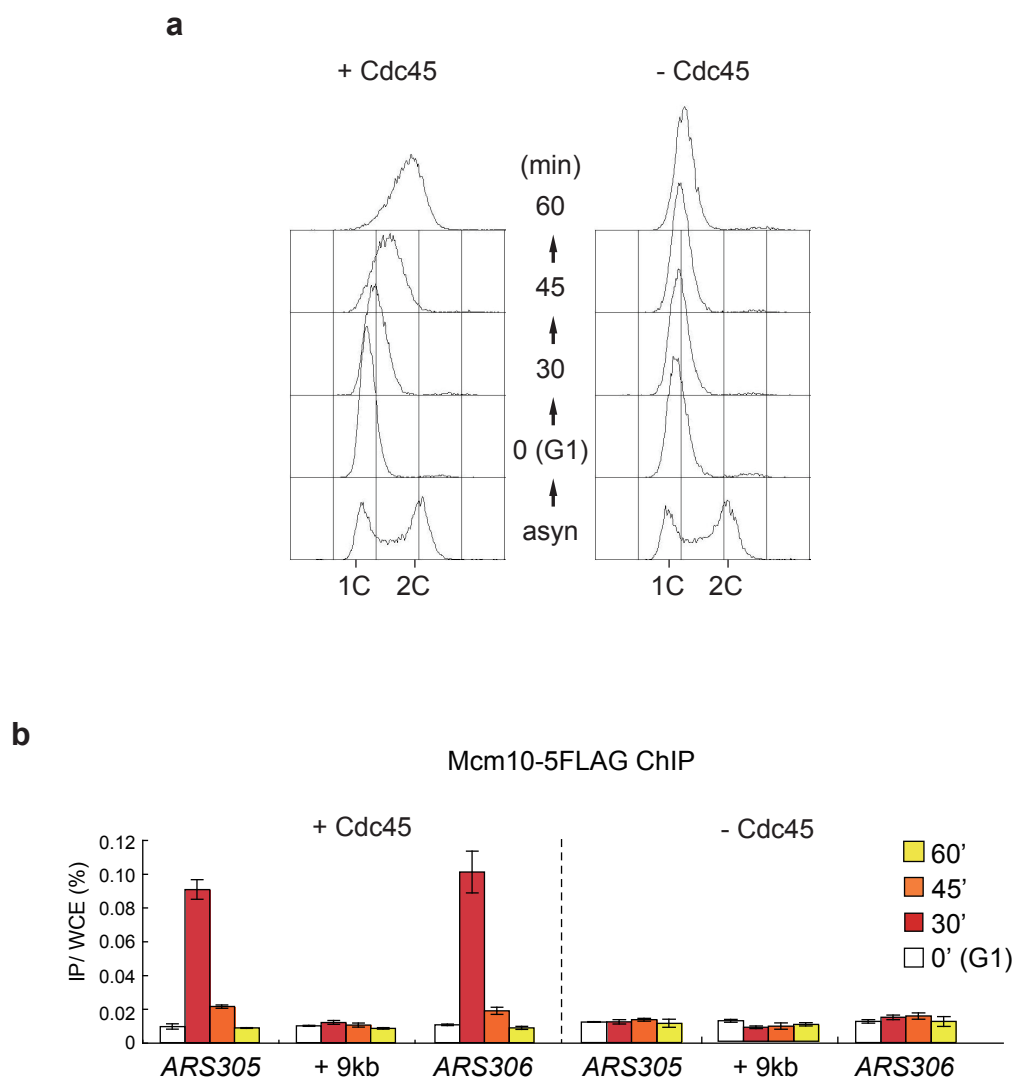 a
+ Cdc45
- Cdc45
(min)
60
45
30
0 (G1)
asyn
1C 2C
1C 2C
b
Mcm10-5FLAG ChIP
+ Cdc45
- Cdc45
IP/ WCE (%)
0.12
0.10
0.08
0.06
0.04
0.02
0
60’
45’
30’
0’ (G1)
ARS305 + 9kb ARS306 ARS305 + 9kb ARS306